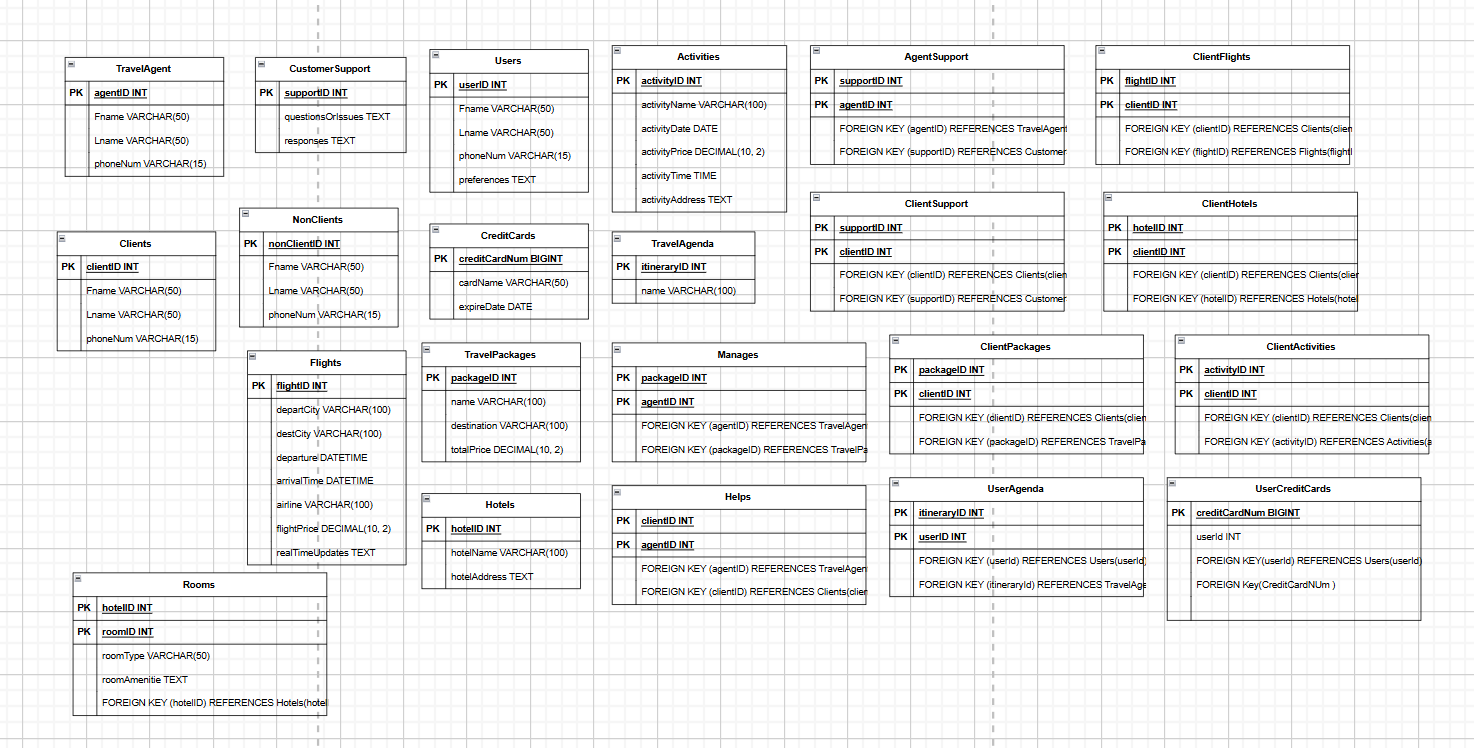 TravelAgent
PK agentID INT
Fname VARCHAR(50)
Lname VARCHAR(50)
phoneNum VARCHAR(15)
CustomerSupport
PK supportID INT
questionsOrIssues TEXT
responses TEXT
Users
PK userID INT
Fname VARCHAR(50)
Lname VARCHAR(50)
phoneNum VARCHAR(15)
preferences TEXT
Activities
PK activityID INT
activityName VARCHAR(100)
activityDate DATE
activityPrice DECIMAL(10, 2)
activityTime TIME
activityAddress TEXT
AgentSupport
PK supportID INT
PK agentID INT
FOREIGN KEY (agentID) REFERENCES TravelAgent
FOREIGN KEY (supportID) REFERENCES Customer
ClientFlights
PK flightID INT
PK clientID INT
FOREIGN KEY (clientID) REFERENCES Clients(clien
FOREIGN KEY (flightID) REFERENCES Flights(flightI
Clients
PK clientID INT
Fname VARCHAR(50)
Lname VARCHAR(50)
phoneNum VARCHAR(15)
NonClients
PK nonClientID INT
Fname VARCHAR(50)
Lname VARCHAR(50)
phoneNum VARCHAR(15)
CreditCards
PK creditCardNum BIGINT
cardName VARCHAR(50)
expireDate DATE
TravelAgenda
PK itineraryID INT
name VARCHAR(100)
ClientSupport
PK supportID INT
PK clientID INT
FOREIGN KEY (clientID) REFERENCES Clients(clien
FOREIGN KEY (supportID) REFERENCES Customer
ClientHotels
PK hotelID INT
PK clientID INT
FOREIGN KEY (clientID) REFERENCES Clients(clien
FOREIGN KEY (hotelID) REFERENCES Hotels(hotel
Flights
PK flightID INT
departCity VARCHAR(100)
destCity VARCHAR(100)
departure DATETIME
arrivalTime DATETIME
airline VARCHAR(100)
flightPrice DECIMAL(10, 2)
realTimeUpdates TEXT
TravelPackages
PK packageID INT
name VARCHAR(100)
destination VARCHAR(100)
totalPrice DECIMAL(10, 2)
Manages
PK packageID INT
PK agentID INT
FOREIGN KEY (agentID) REFERENCES TravelAgen
FOREIGN KEY (packageID) REFERENCES TravelPa
ClientPackages
PK packageID INT
PK clientID INT
FOREIGN KEY (clientID) REFERENCES Clients(clien
FOREIGN KEY (packageID) REFERENCES TravelPa
ClientActivities
PK activityID INT
PK clientID INT
FOREIGN KEY (clientID) REFERENCES Clients(clien
FOREIGN KEY (activityID) REFERENCES Activities(a
Hotels
PK hotelID INT
hotelName VARCHAR(100)
hotelAddress TEXT
Helps
PK clientID INT
PK agentID INT
FOREIGN KEY (agentID) REFERENCES TravelAgen
FOREIGN KEY (clientID) REFERENCES Clients(clien
UserAgenda
PK itineraryID INT
PK userID INT
FOREIGN KEY (userId) REFERENCES Users(userId)
FOREIGN KEY (itineraryId) REFERENCES TravelAge
UserCreditCards
PK creditCardNum BIGINT
userId INT
FOREIGN KEY(userId) REFERENCES Users(userId)
FOREIGN Key(CreditCardNUm )
Rooms
PK hotelID INT
PK roomID INT
roomType VARCHAR(50)
roomAmenitie TEXT
FOREIGN KEY (hotelID) REFERENCES Hotels(hotel